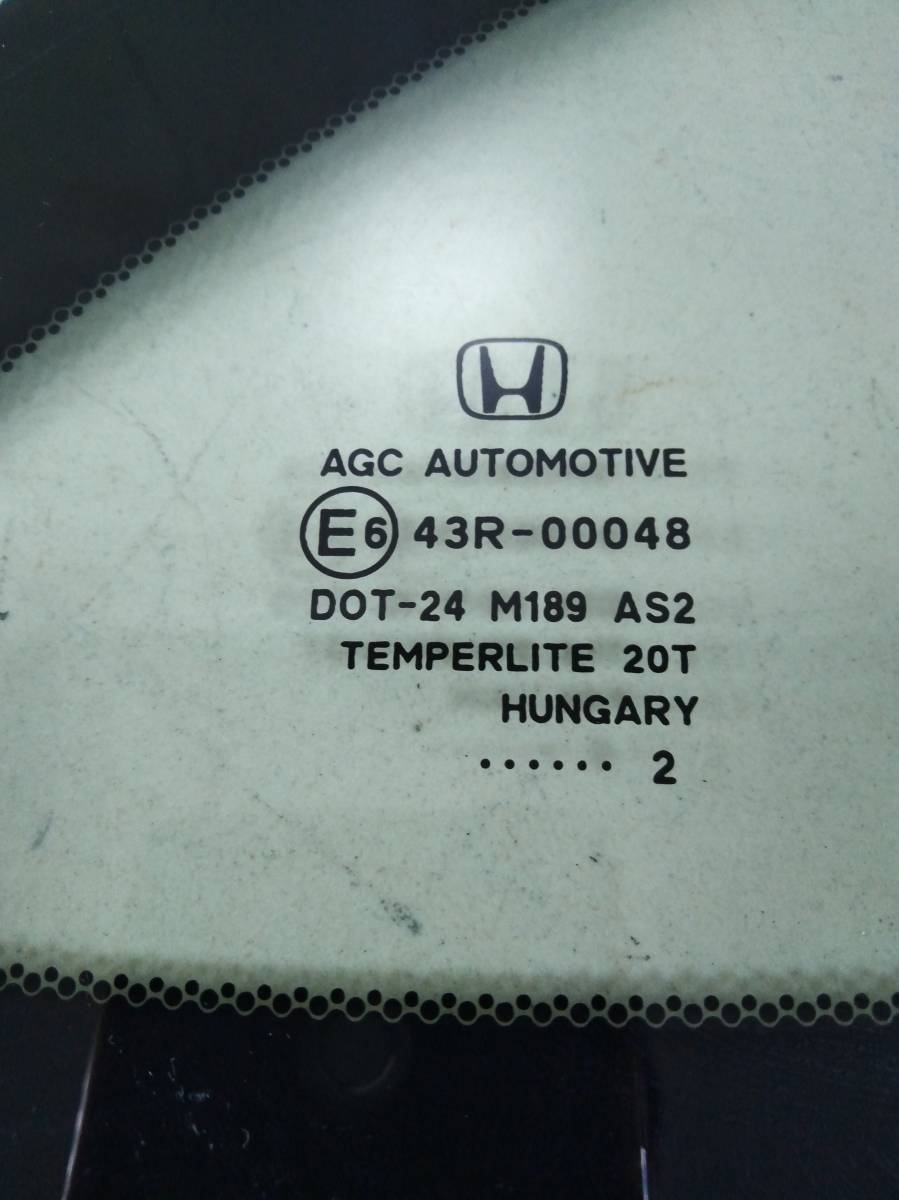 AGC AUTOMOTIVE
E6 43R-00048
DOT-24 M189 AS2
TEMPERLITE 20T
HUNGARY
...... 2